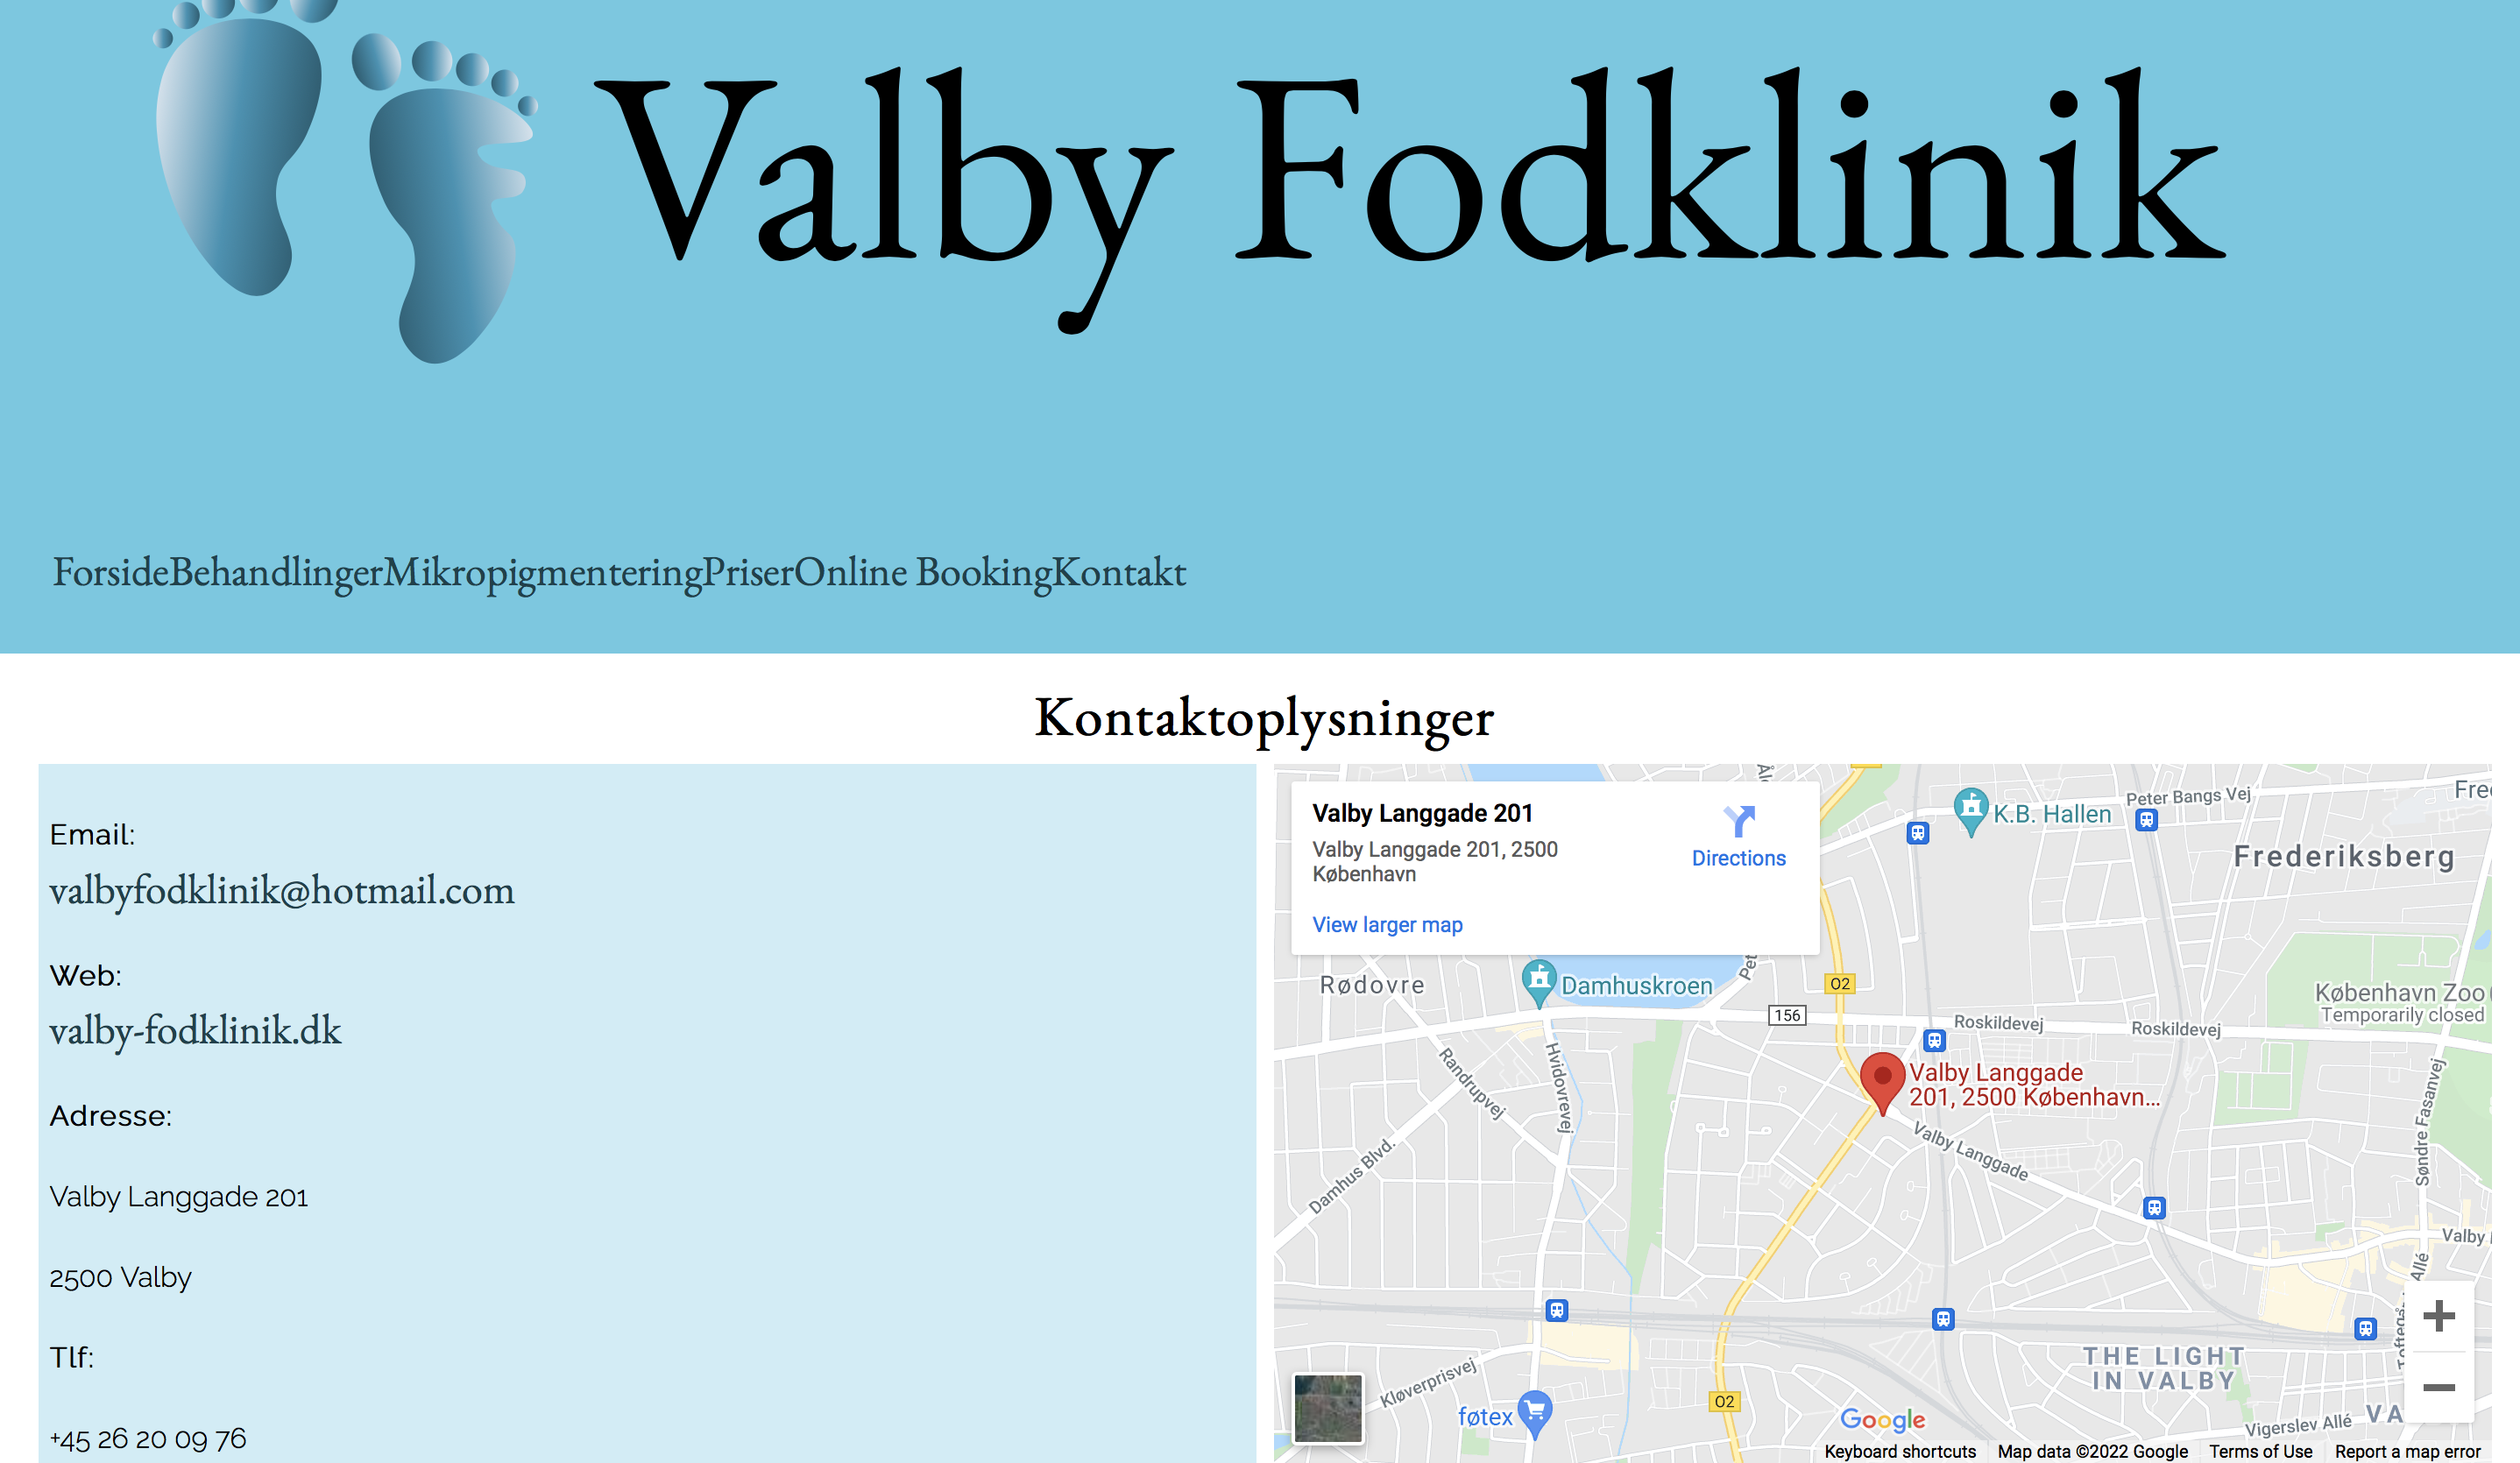 Valby Fodklinik
ForsideBehandlingerMikropigmenteringPriserOnline BookingKontakt
Kontaktoplysninger
Email:
valbyfodklinik@hotmail.com
Web:
valby-fodklinik.dk
Adresse:
Valby Langgade 201
2500 Valby
Tlf:
+45 26 20 09 76
Valby Langgade 201
Valby Langgade 201, 2500
København
Directions
View larger map
K.B. Hallen
Peter Bangs Vej
Frederiksberg
Rødovre
Damhuskroen
O2
156
København Zoo
Temporarily closed
Roskildevej
Roskildevej
Hvidovrevej
Randrupvej
Valby Langgade
201, 2500 København...
Valby Langgade
Søndre Fasanvej
Damhus Blvd.
Valby
Allé
THE LIGHT
IN VALBY
Kløverprisvej
føtex
O2
Google
Vigerslev Allé
VA
Keyboard shortcuts
Map data ©2022 Google
Terms of Use
Report a map error